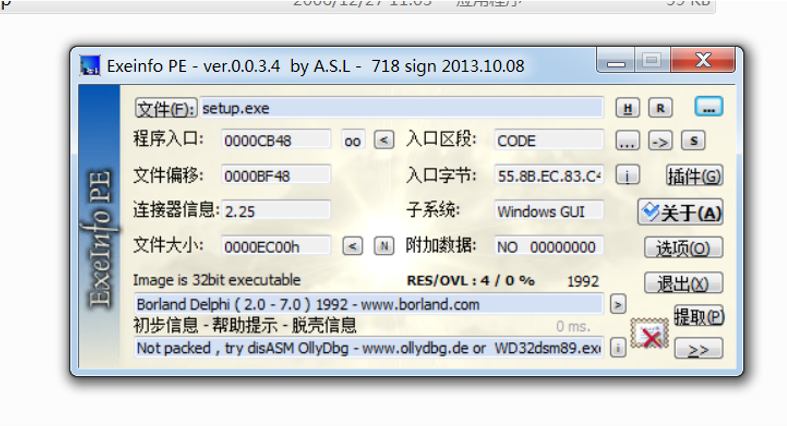 2006/12/27 11:03 应用程序 59 KB
Exeinfo PE - ver.0.0.3.4 by A.S.L - 718 sign 2013.10.08
文件(F): setup.exe H R ...
程序入口: 0000CB48 oo < 入口区段: CODE ... -> S
文件偏移: 0000BF48 入口字节: 55.8B.EC.83.C4 i 插件(G)
连接器信息: 2.25 子系统: Windows GUI 关于(A)
文件大小: 0000EC00h < N 附加数据: NO 00000000 选项(O)
Image is 32bit executable RES/OVL : 4 / 0 % 1992 退出(X)
Borland Delphi ( 2.0 - 7.0 ) 1992 - www.borland.com >
初步信息 - 帮助提示 - 脱壳信息 0 ms. 提取(P)
Not packed , try disASM OllyDbg - www.ollydbg.de or WD32dsm89.exe i >>
ExeInfo PE